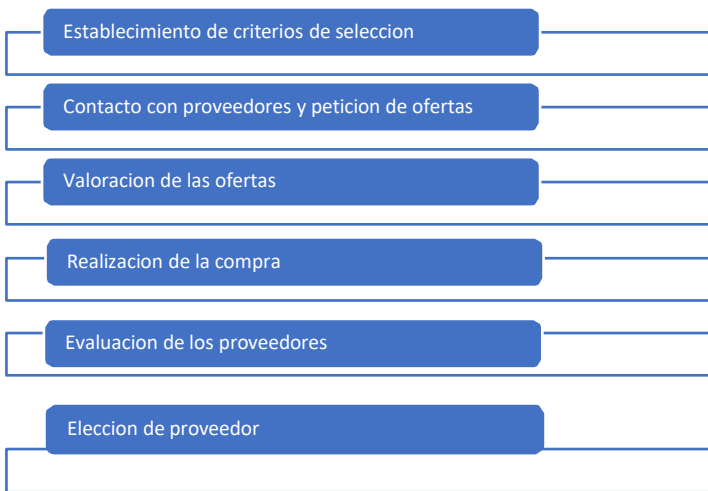 Establecimiento de criterios de seleccion
Contacto con proveedores y peticion de ofertas
Valoracion de las ofertas
Realizacion de la compra
Evaluacion de los proveedores
Eleccion de proveedor